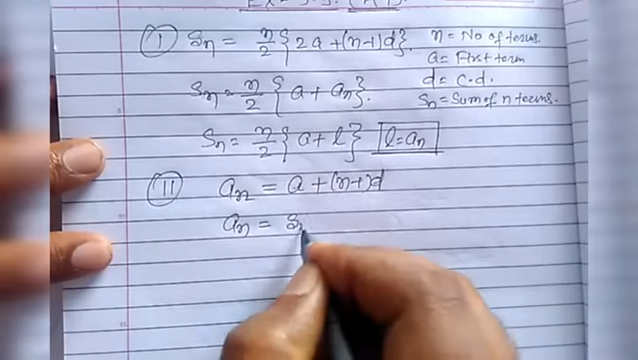 (I) Sn = n/2 {2a + (n-1)d}. n = No of terms.
a = First term
d = c.d.
Sn = n/2 {a + an}. Sn = Sum of n terms.
Sn = n/2 {a + l} l = an
(II) an = a + (n-1)d
an = Sn